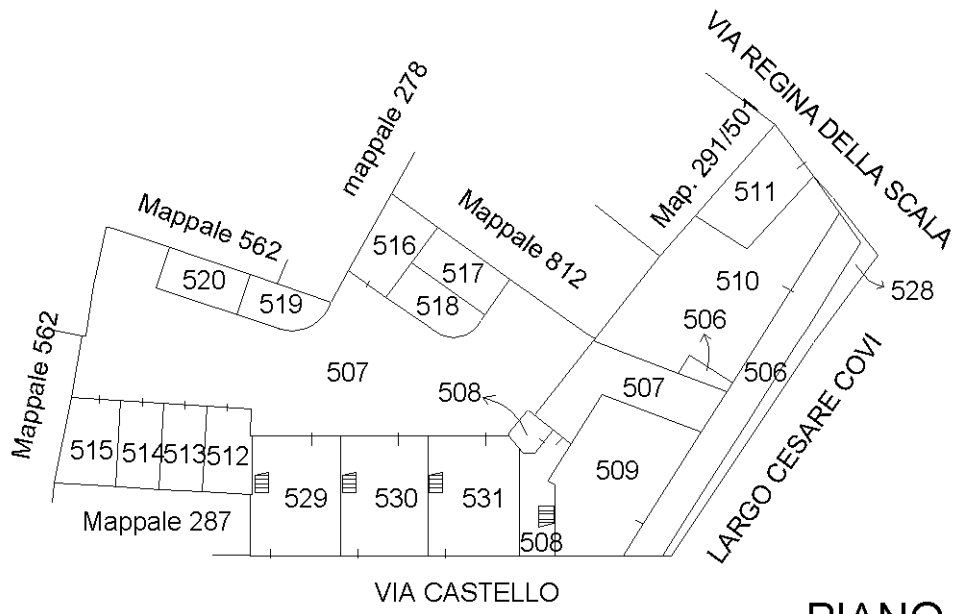 VIA REGINA DELLA SCALA
mappale 278
Map. 291/501
511
Mappale 562
Mappale 812
516
517
520
519
518
510
528
506
Mappale 562
507
506
508
507
LARGO CESARE COVI
515
514
513
512
509
529
530
531
Mappale 287
508
VIA CASTELLO
PIANO